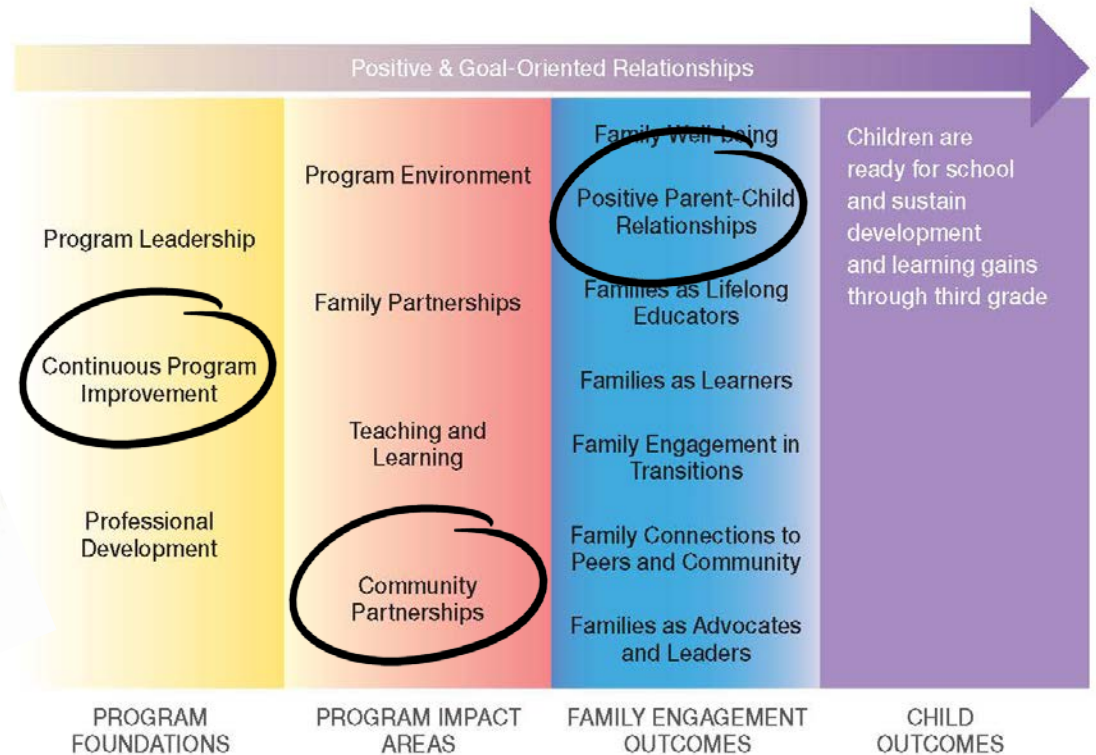 Positive & Goal-Oriented Relationships
Program Leadership
Continuous Program
Improvement
Professional
Development
PROGRAM
FOUNDATIONS
Program Environment
Family Partnerships
Teaching and
Learning
Community
Partnerships
PROGRAM IMPACT
AREAS
Family Well-being
Positive Parent-Child
Relationships
Families as Lifelong
Educators
Families as Learners
Family Engagement in
Transitions
Family Connections to
Peers and Community
Families as Advocates
and Leaders
FAMILY ENGAGEMENT
OUTCOMES
Children are
ready for school
and sustain
development
and learning gains
through third grade
CHILD
OUTCOMES